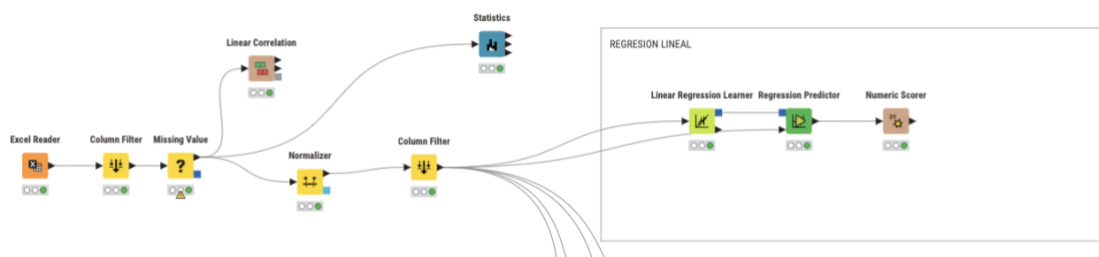 Statistics
Linear Correlation
REGRESION LINEAL
Linear Regression Learner
Regression Predictor
Numeric Scorer
Excel Reader
Column Filter
Missing Value
Column Filter
Normalizer